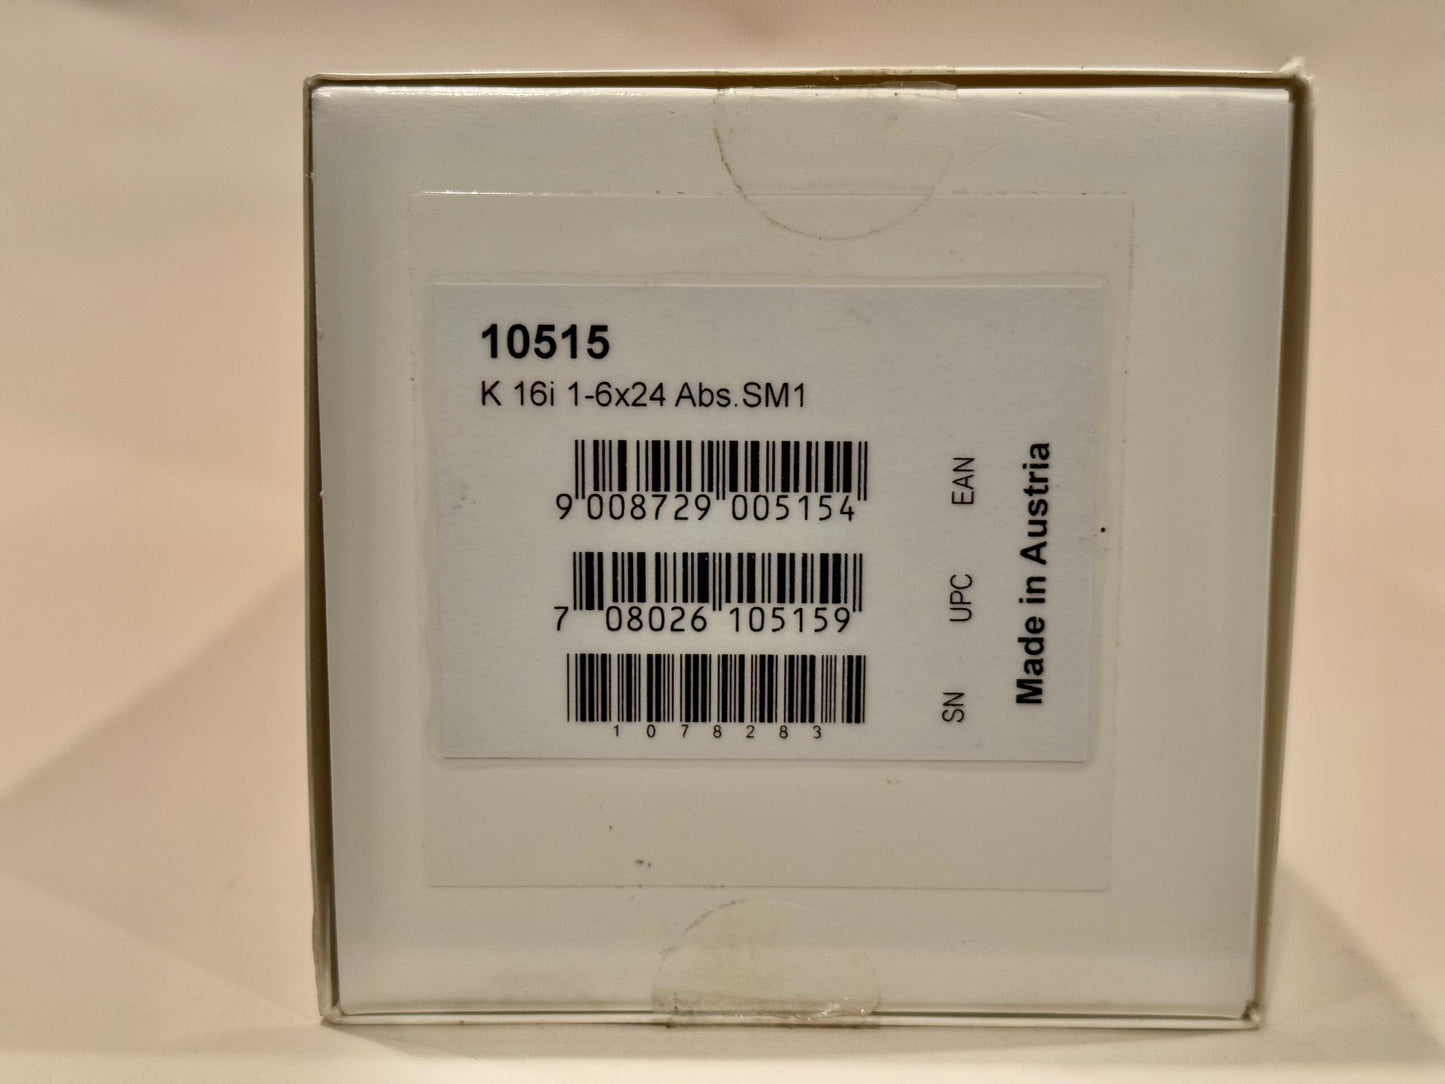 10515
K 16i 1-6x24 Abs.SM1
9 008729 005154
EAN
7 08026 105159
UPC
1078283
SN
Made in Austria